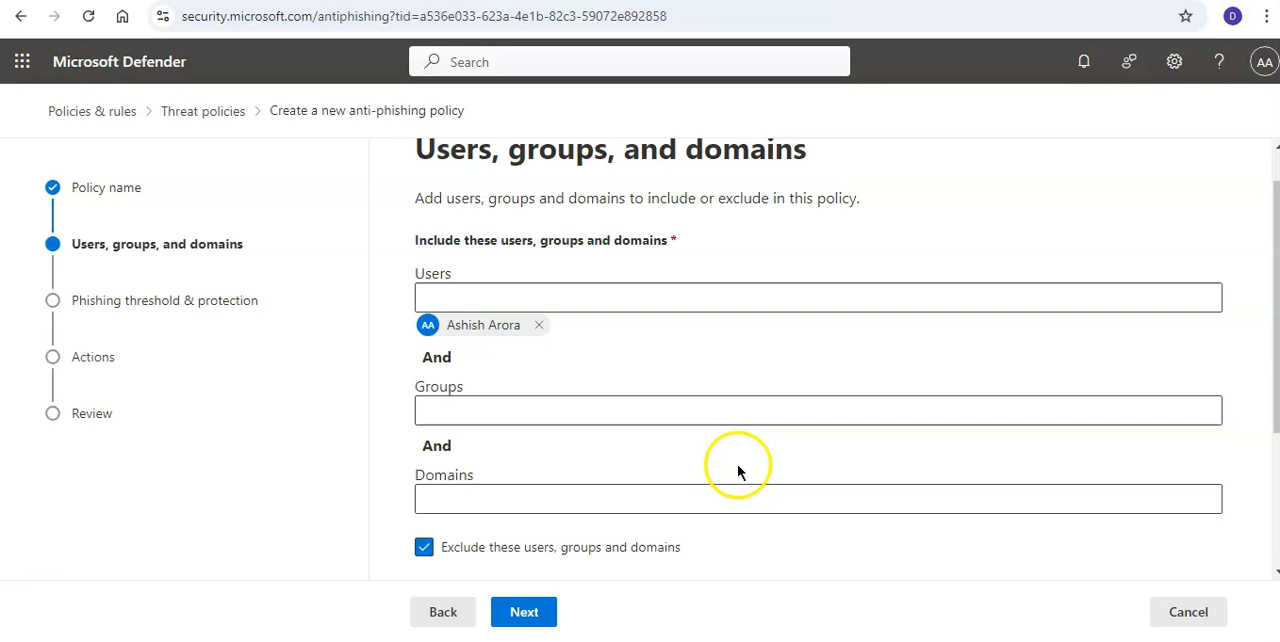 security.microsoft.com/antiphishing?tid=a536e033-623a-4e1b-82c3-59072e892858
D
Microsoft Defender
Search
?
AA
Policies & rules > Threat policies > Create a new anti-phishing policy
Policy name
Users, groups, and domains
Phishing threshold & protection
Actions
Review
Users, groups, and domains
Add users, groups and domains to include or exclude in this policy.
Include these users, groups and domains *
Users
AA Ashish Arora
And
Groups
And
Domains
Exclude these users, groups and domains
Back
Next
Cancel